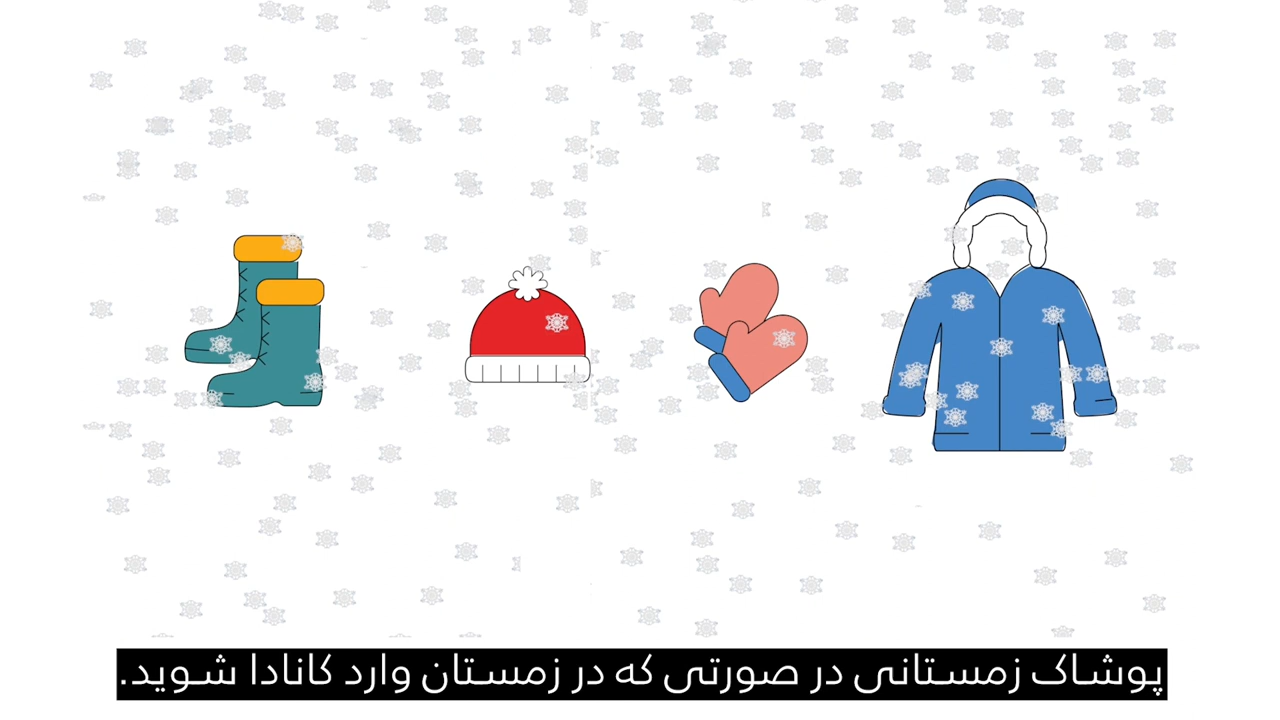 پوشاک زمستانی در صورتی که در زمستان وارد کانادا شوید.